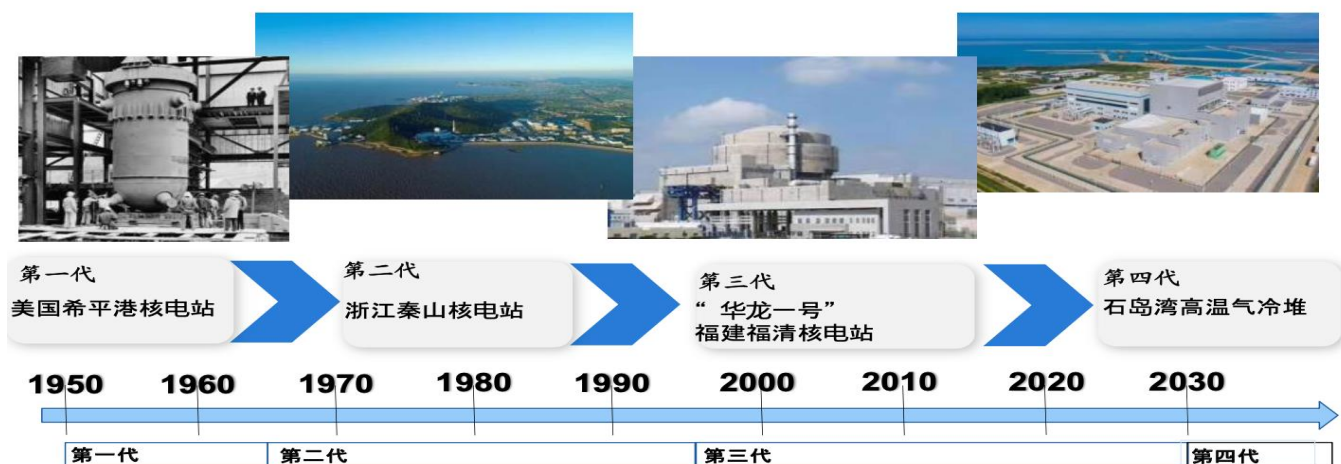 第一代
美国希平港核电站
第二代
浙江秦山核电站
第三代
“华龙一号”
福建福清核电站
第四代
石岛湾高温气冷堆
1950 1960 1970 1980 1990 2000 2010 2020 2030
第一代 第二代 第三代 第四代